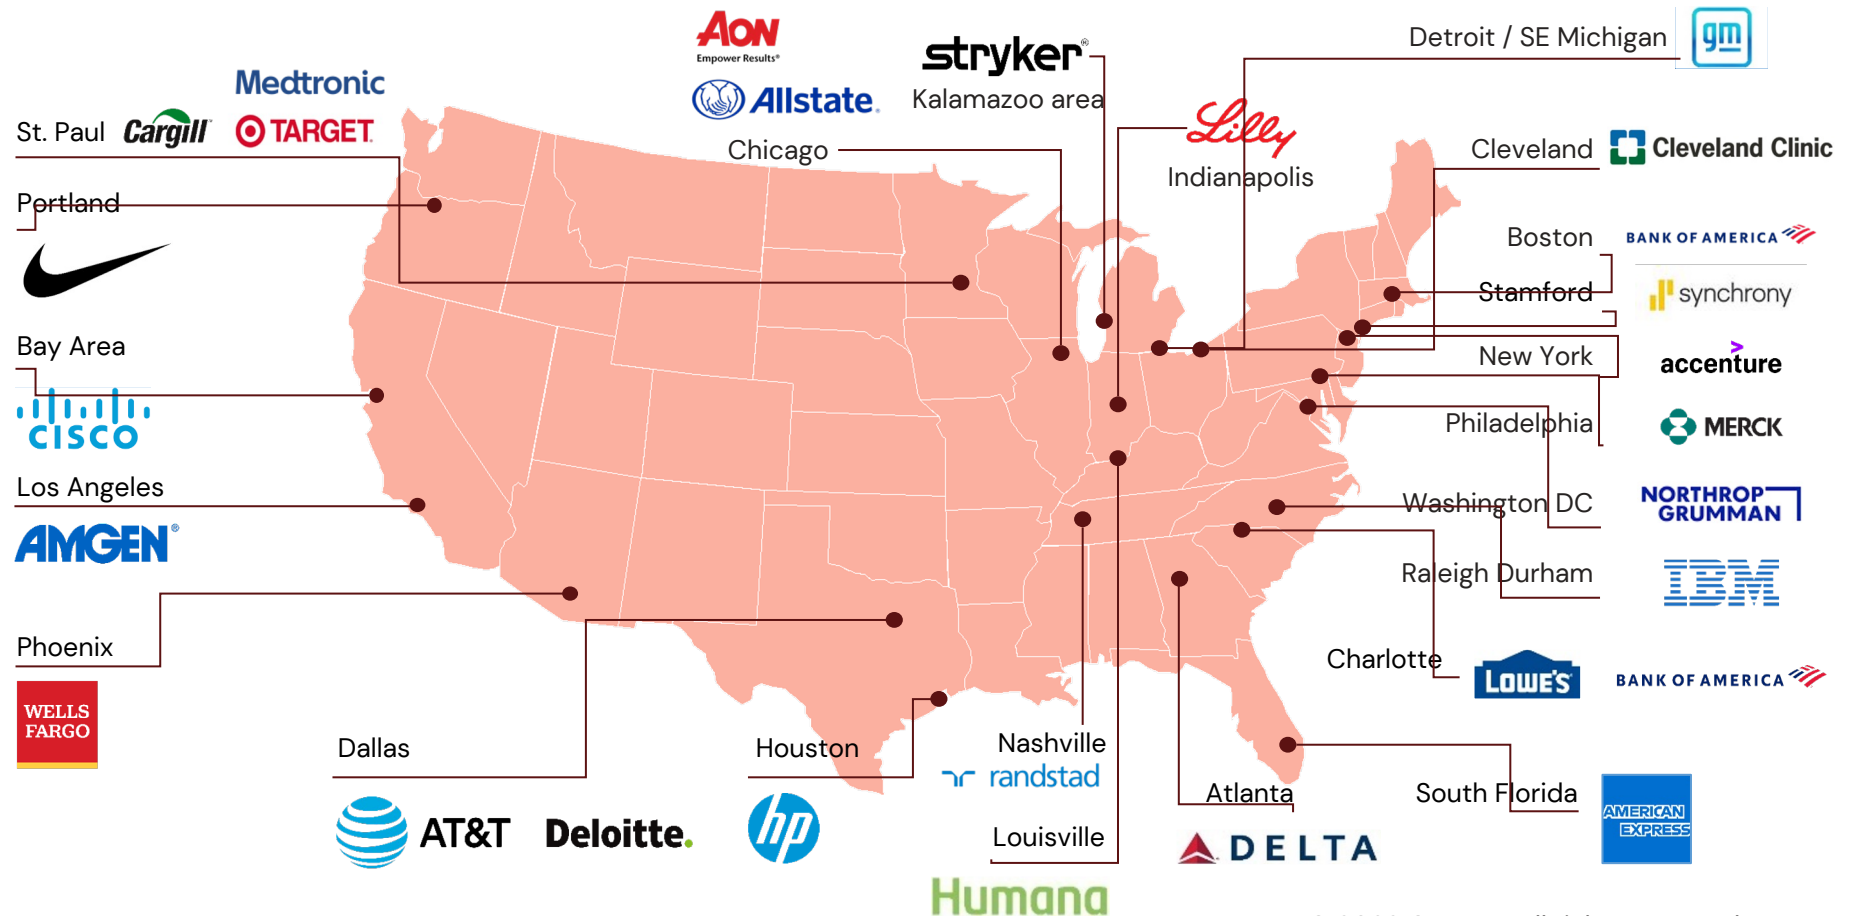 AON
Empower Results®
stryker®
Detroit / SE Michigan
gm
Medtronic
Allstate.
Kalamazoo area
Lilly
St. Paul
Cargill
TARGET
Chicago
Indianapolis
Cleveland
Cleveland Clinic
Portland
Boston
BANK OF AMERICA
Stamford
synchrony
Bay Area
New York
accenture
CISCO
Philadelphia
MERCK
Los Angeles
AMGEN®
Washington DC
NORTHROP
GRUMMAN
Raleigh Durham
IBM
Phoenix
WELLS
FARGO
Charlotte
LOWE'S
BANK OF AMERICA
Dallas
Houston
Nashville
randstad
Atlanta
South Florida
AT&T
Deloitte.
hp
Louisville
DELTA
AMERICAN
EXPRESS
Humana